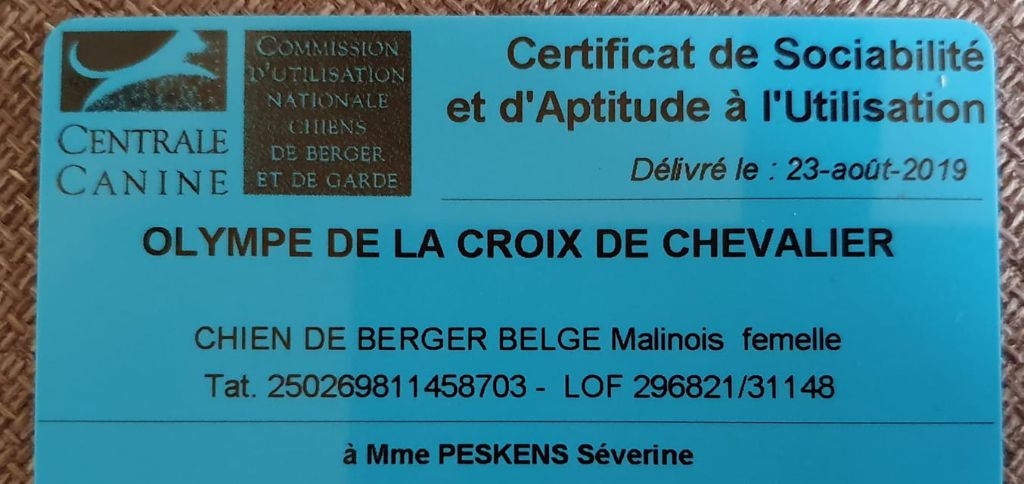 CENTRALE
CANINE
COMMISSION
D'UTILISATION
NATIONALE
CHIENS
DE BERGER
ET DE GARDE
Certificat de Sociabilité
et d'Aptitude à l'Utilisation
Délivré le : 23-août-2019
OLYMPE DE LA CROIX DE CHEVALIER
CHIEN DE BERGER BELGE Malinois femelle
Tat. 250269811458703 - LOF 296821/31148
à Mme PESKENS Séverine